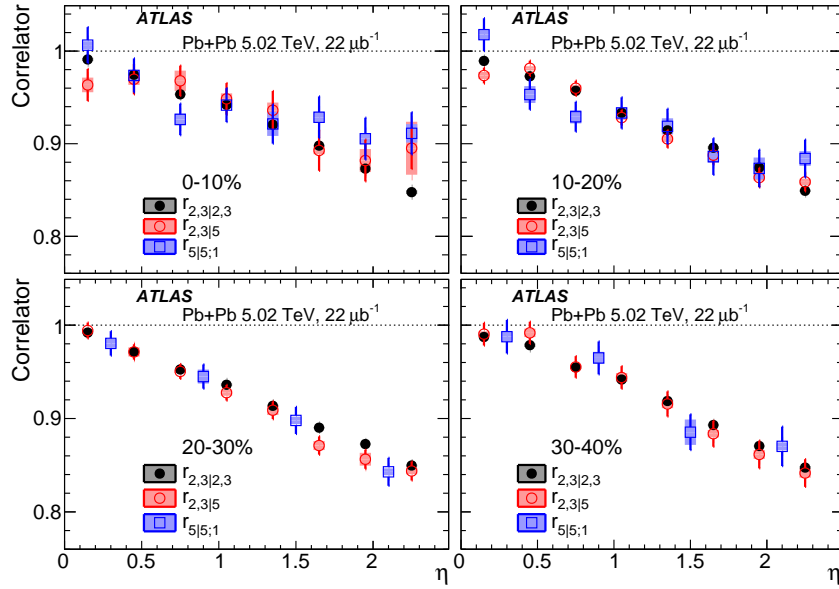 ATLAS
Pb+Pb 5.02 TeV, 22 μb⁻¹
Correlator
1
0.9
0.8
0-10%
r2,3|2,3
r2,3|5
r5|5;1
ATLAS
Pb+Pb 5.02 TeV, 22 μb⁻¹
10-20%
r2,3|2,3
r2,3|5
r5|5;1
ATLAS
Pb+Pb 5.02 TeV, 22 μb⁻¹
Correlator
1
0.9
0.8
20-30%
r2,3|2,3
r2,3|5
r5|5;1
0 0.5 1 1.5 2
η
ATLAS
Pb+Pb 5.02 TeV, 22 μb⁻¹
30-40%
r2,3|2,3
r2,3|5
r5|5;1
0 0.5 1 1.5 2
η